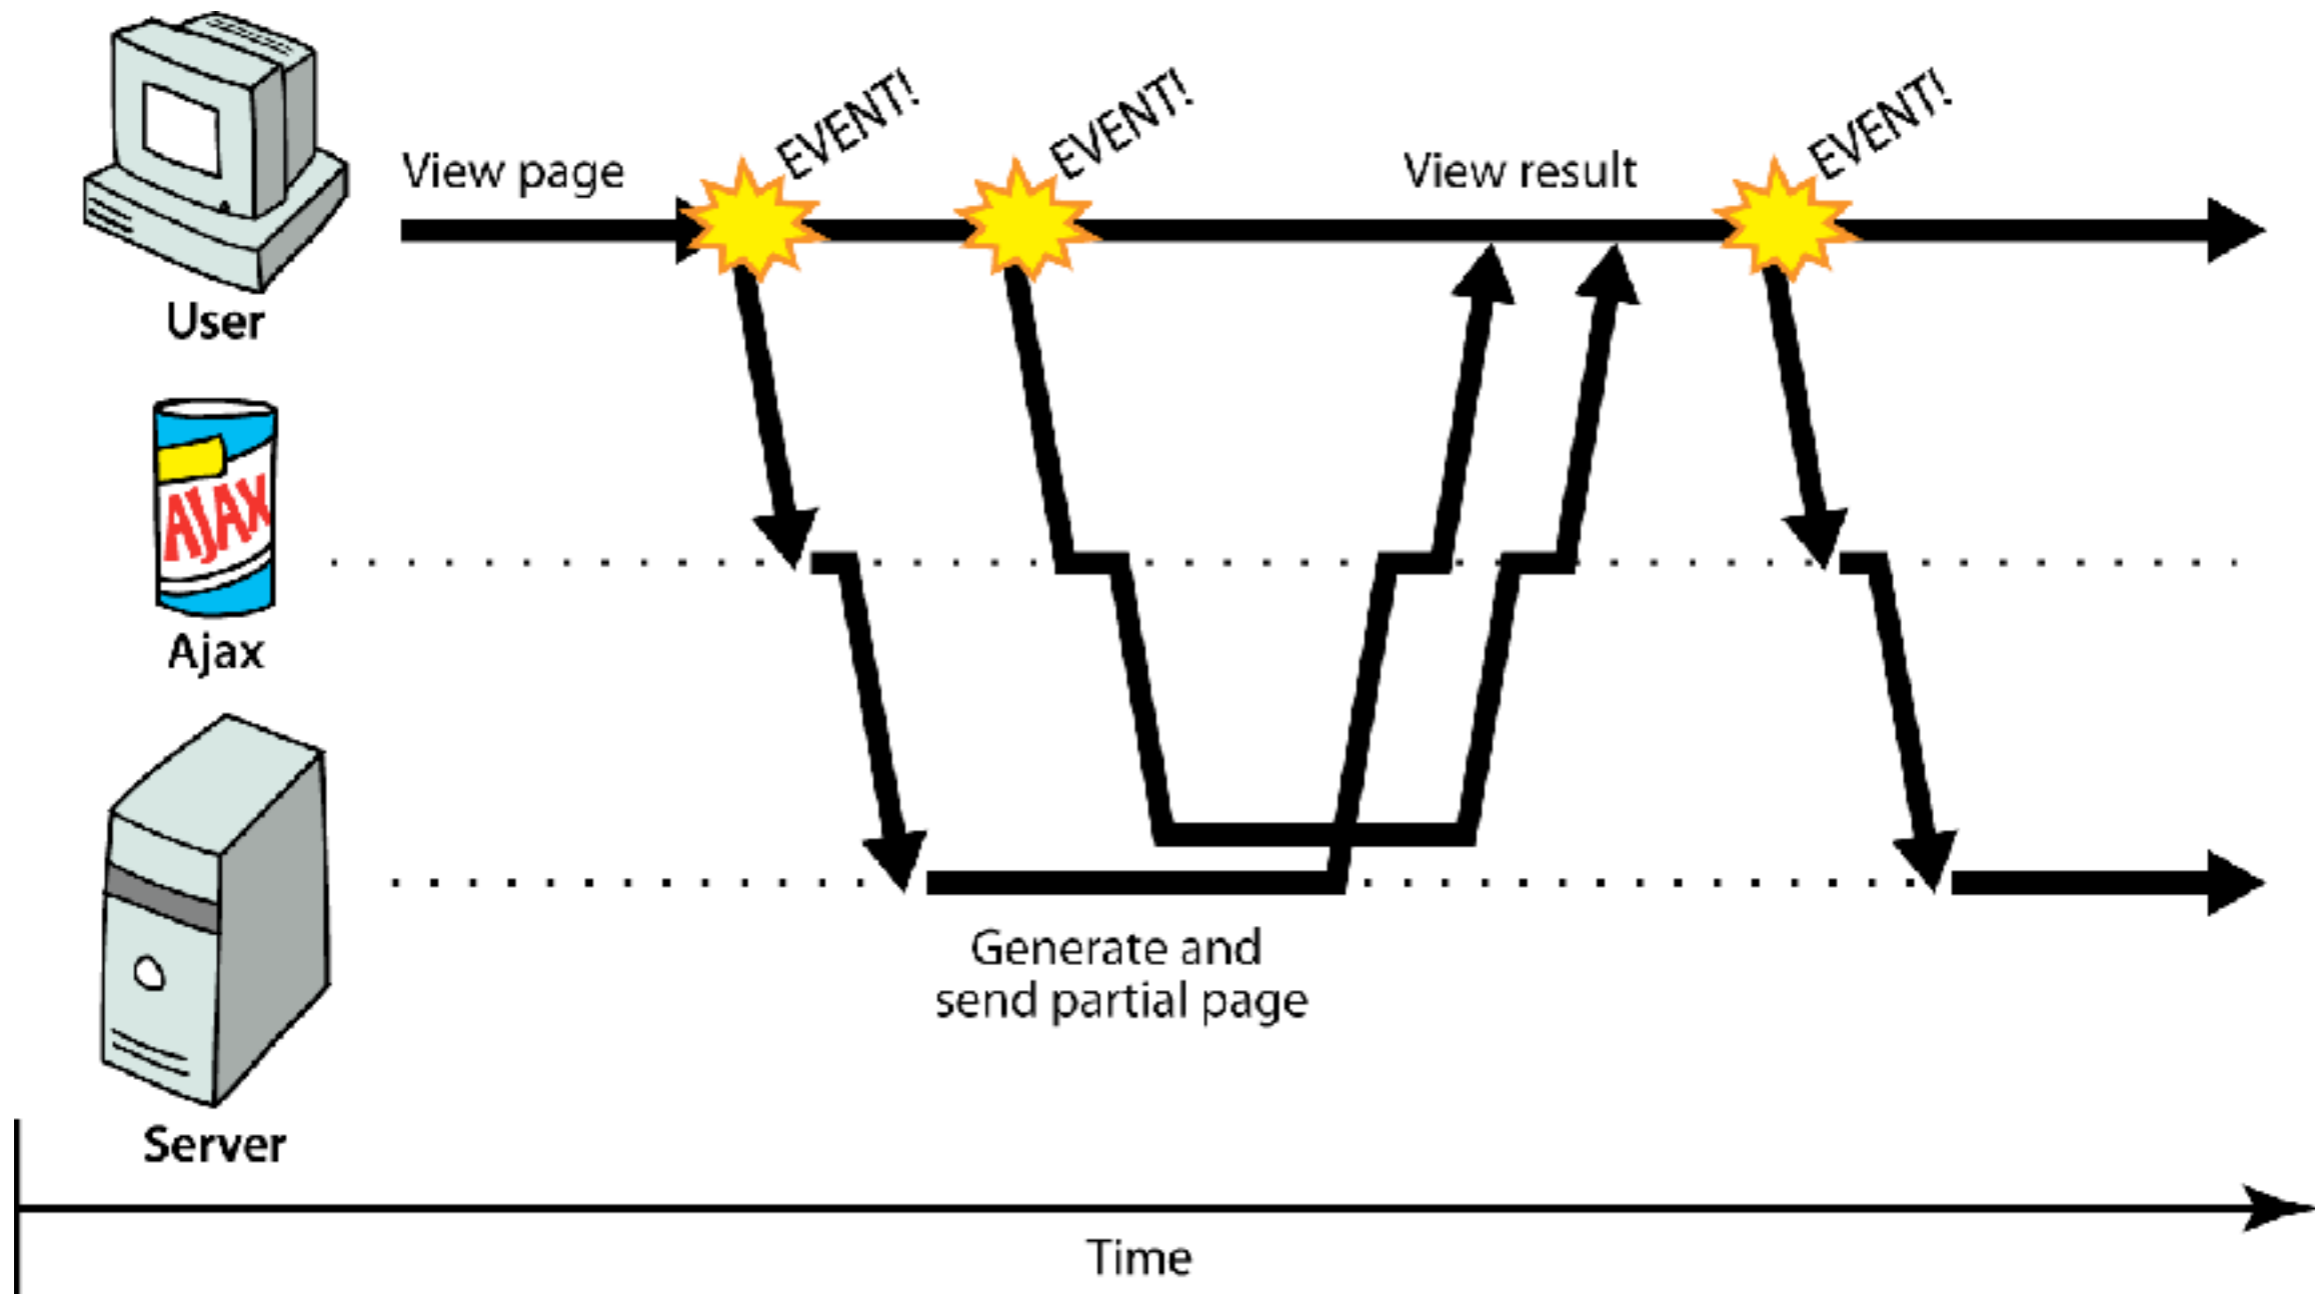 EVENT!
EVENT!
EVENT!
View page
View result
User
AJAX
Ajax
Generate and
send partial page
Server
Time